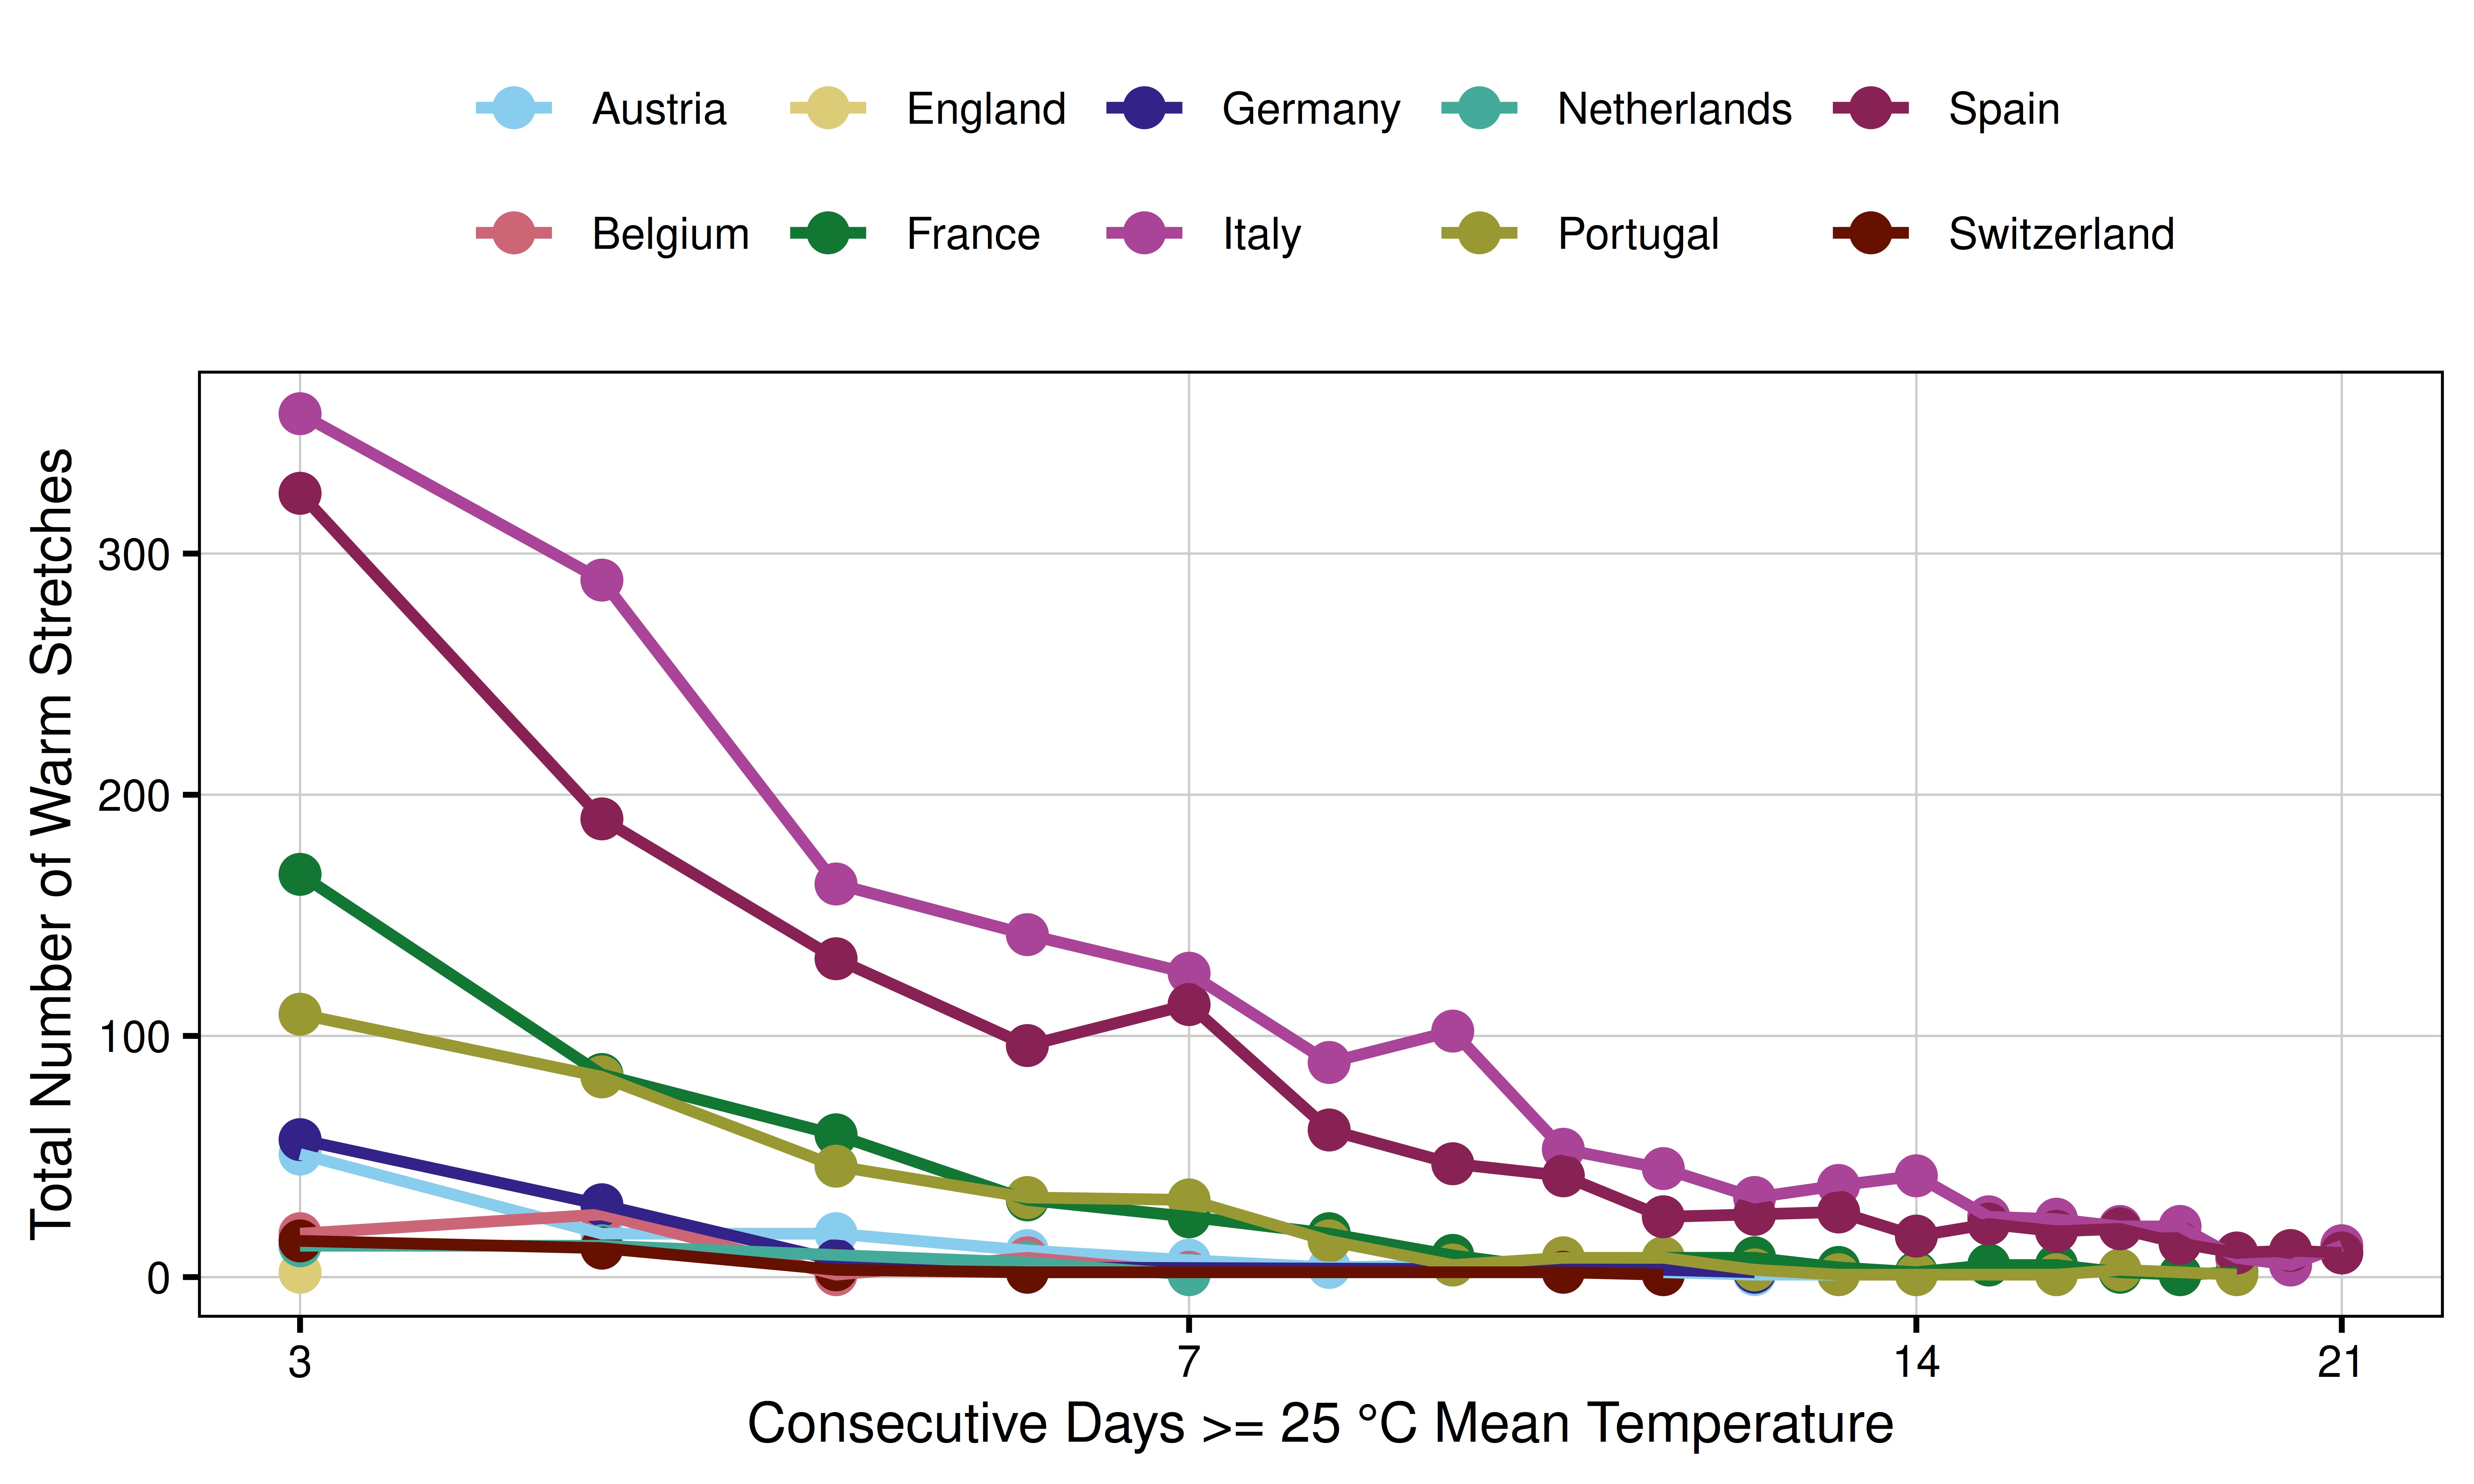 Austria England Germany Netherlands Spain
Belgium France Italy Portugal Switzerland
Total Number of Warm Stretches
300
200
100
0
3 7 14 21
Consecutive Days >= 25 °C Mean Temperature